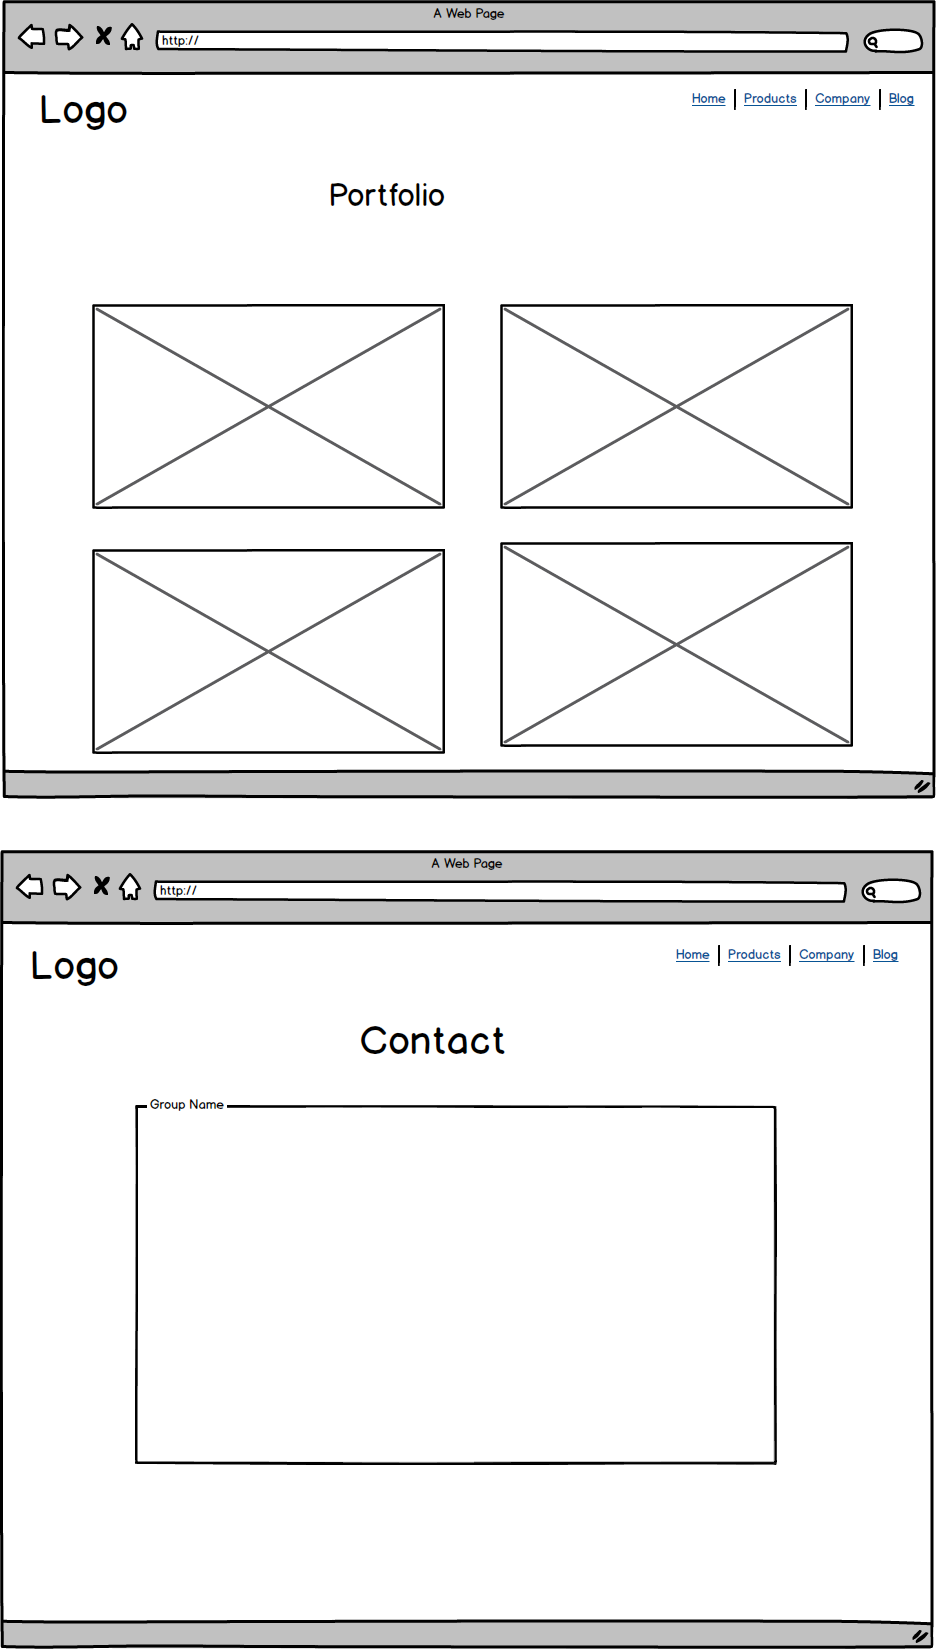 A Web Page
http://
Logo
Home | Products | Company | Blog
Portfolio
A Web Page
http://
Logo
Home | Products | Company | Blog
Contact
Group Name